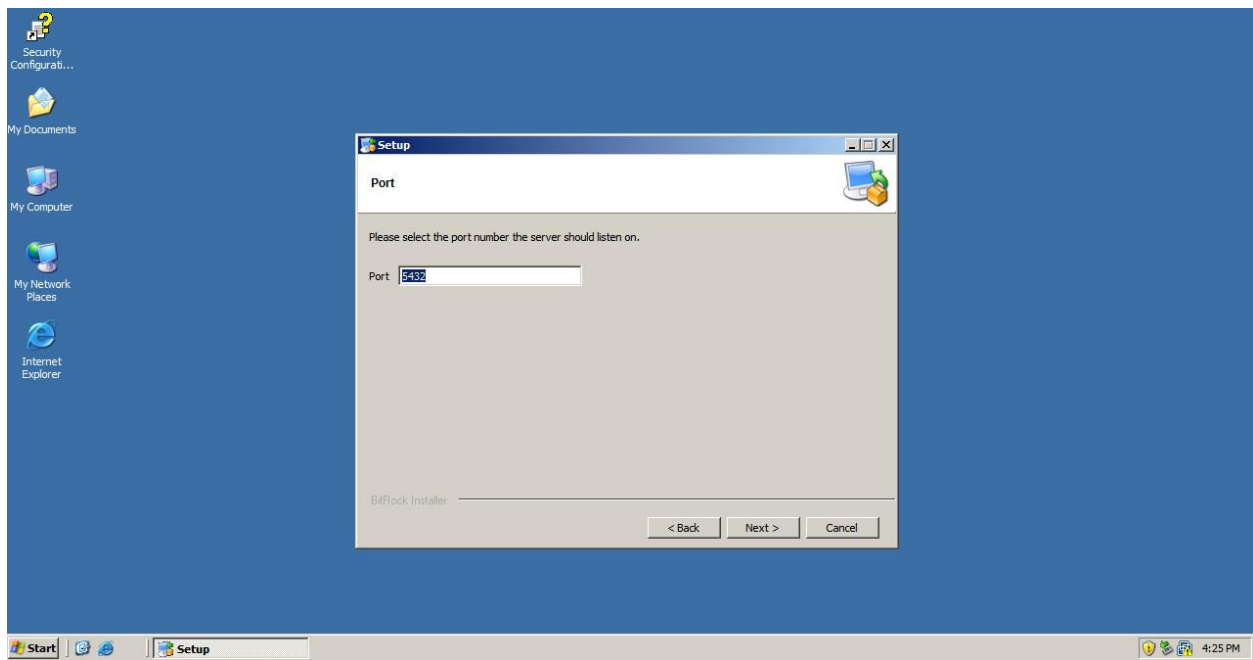 Security
Configurati...
My Documents
My Computer
My Network
Places
Internet
Explorer
Setup
Port
Please select the port number the server should listen on.
Port 5432
BitRock Installer
< Back Next > Cancel
Start Setup 4:25 PM